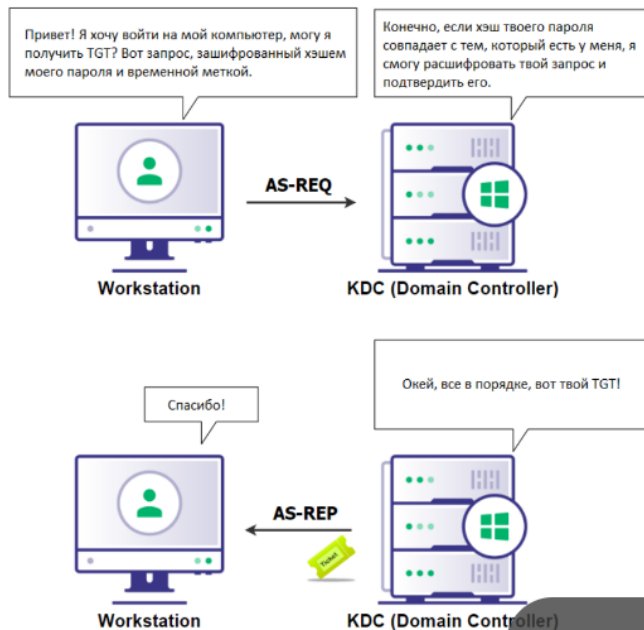 Привет! Я хочу войти на мой компьютер, могу я
получить TGT? Вот запрос, зашифрованный хэшем
моего пароля и временной меткой.
Конечно, если хэш твоего пароля
совпадает с тем, который есть у меня, я
смогу расшифровать твой запрос и
подтвердить его.
AS-REQ
Workstation
KDC (Domain Controller)
Спасибо!
Окей, все в порядке, вот твой TGT!
AS-REP
Ticket
Workstation
KDC (Domain Controller)